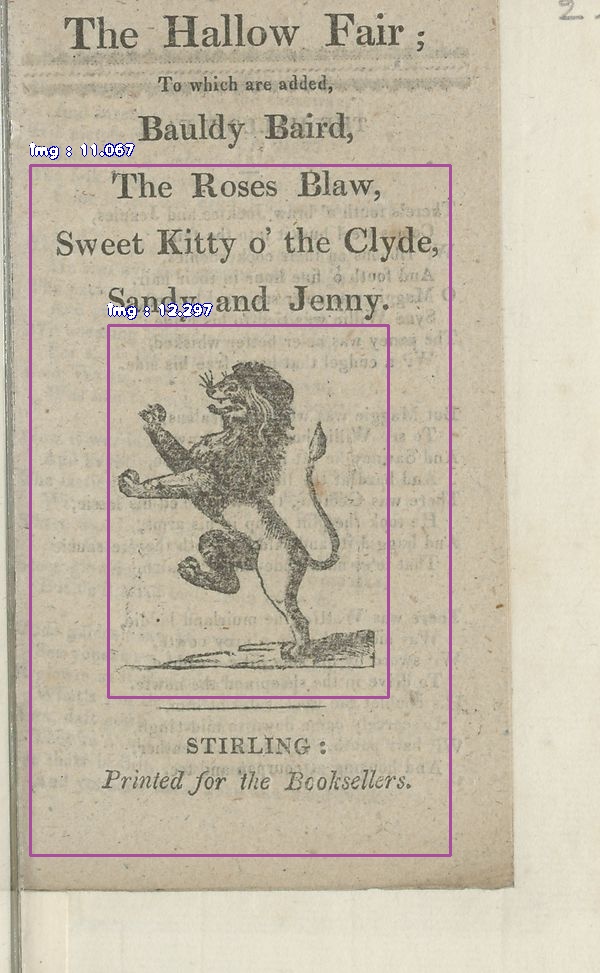 2
The Hallow Fair ;
To which are added,
Bauldy Baird,
img : 11.067
The Roses Blaw,
Sweet Kitty o' the Clyde,
Sandy and Jenny.
img : 12.297
STIRLING :
Printed for the Booksellers.